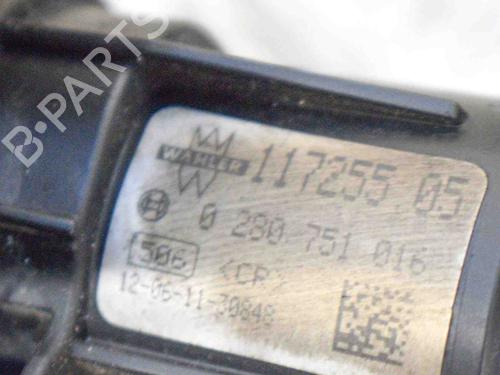 B·PARTS
WAHLER
117255 05
0 280 751 016
506 <CR>
12-06-11-30848